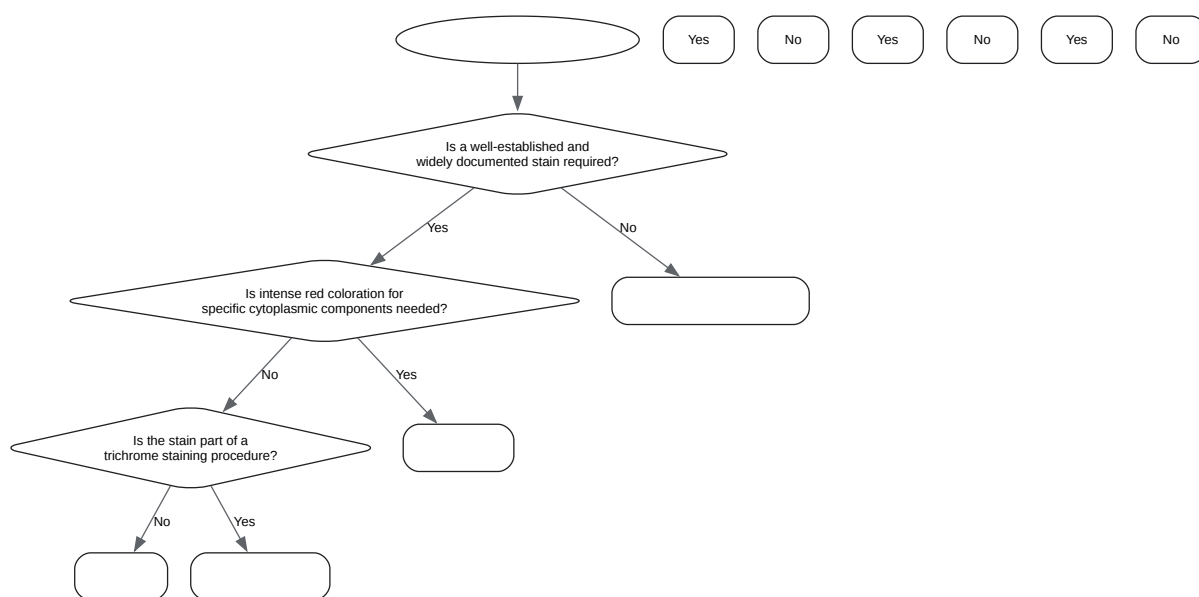 Yes
No
Yes
No
Yes
No
Is a well-established and
widely documented stain required?
Yes
No
Is intense red coloration for
specific cytoplasmic components needed?
No
Yes
Is the stain part of a
trichrome staining procedure?
No
Yes